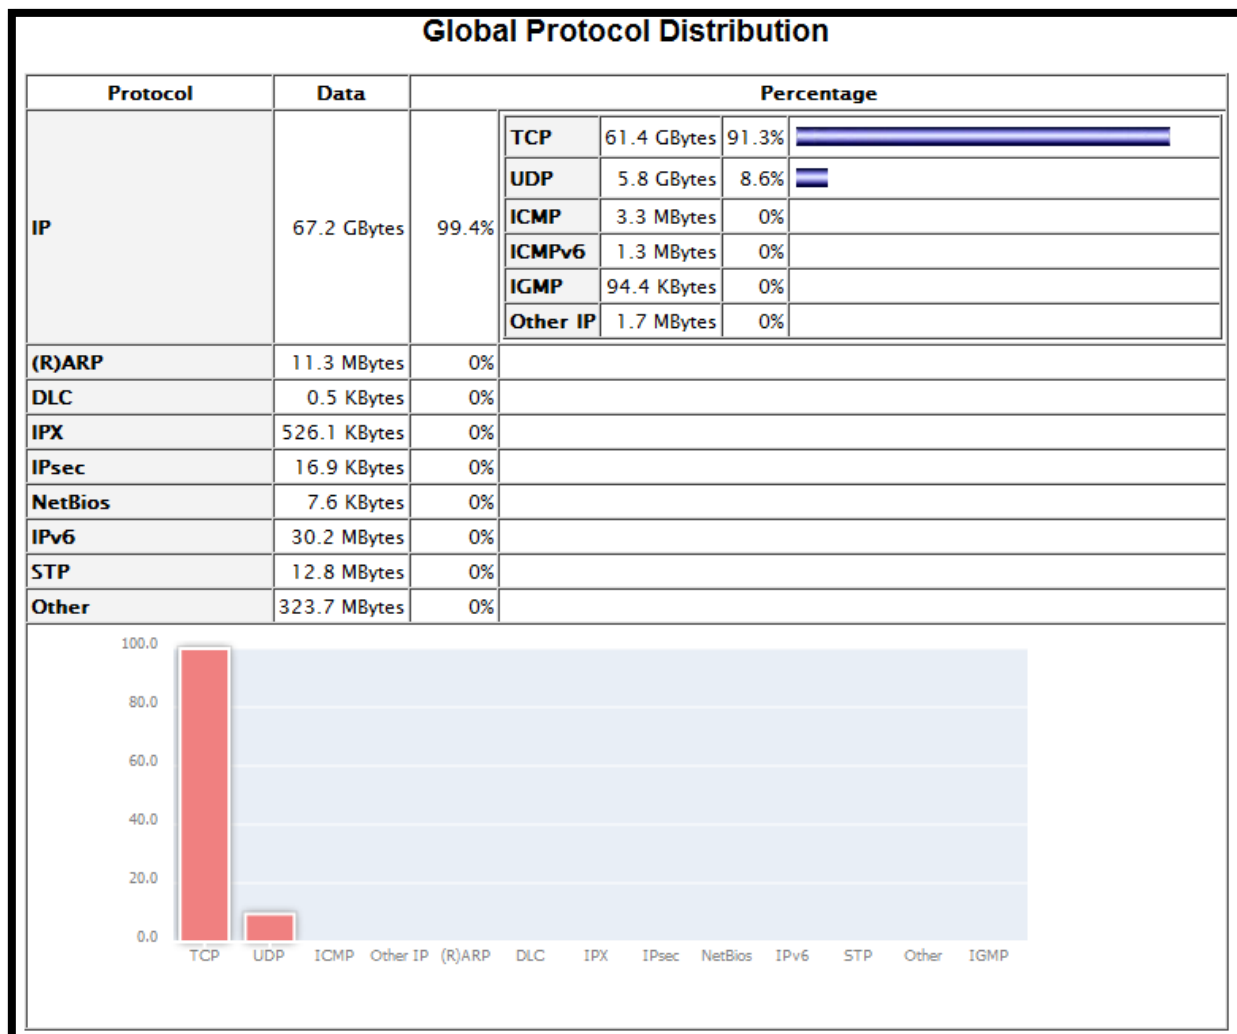 Global Protocol Distribution
Protocol Data Percentage
IP 67.2 GBytes 99.4%
TCP 61.4 GBytes 91.3%
UDP 5.8 GBytes 8.6%
ICMP 3.3 MBytes 0%
ICMPv6 1.3 MBytes 0%
IGMP 94.4 KBytes 0%
Other IP 1.7 MBytes 0%
(R)ARP 11.3 MBytes 0%
DLC 0.5 KBytes 0%
IPX 526.1 KBytes 0%
IPsec 16.9 KBytes 0%
NetBios 7.6 KBytes 0%
IPv6 30.2 MBytes 0%
STP 12.8 MBytes 0%
Other 323.7 MBytes 0%
100.0
80.0
60.0
40.0
20.0
0.0
TCP UDP ICMP Other IP (R)ARP DLC IPX IPsec NetBios IPv6 STP Other IGMP